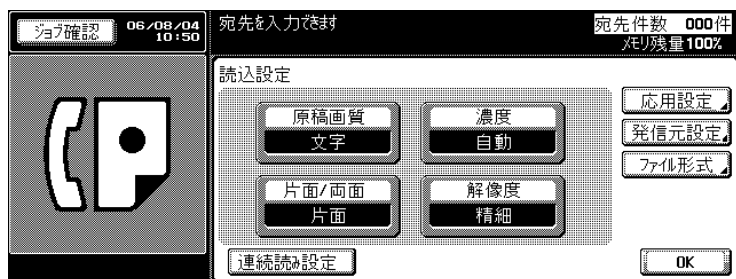 ジョブ確認
06/08/04
10:50
宛先を入力できます
宛先件数 000件
メモリ残量100%
読込設定
原稿画質
文字
濃度
自動
片面/両面
片面
解像度
精細
応用設定
発信元設定
ファイル形式
連続読み設定
OK